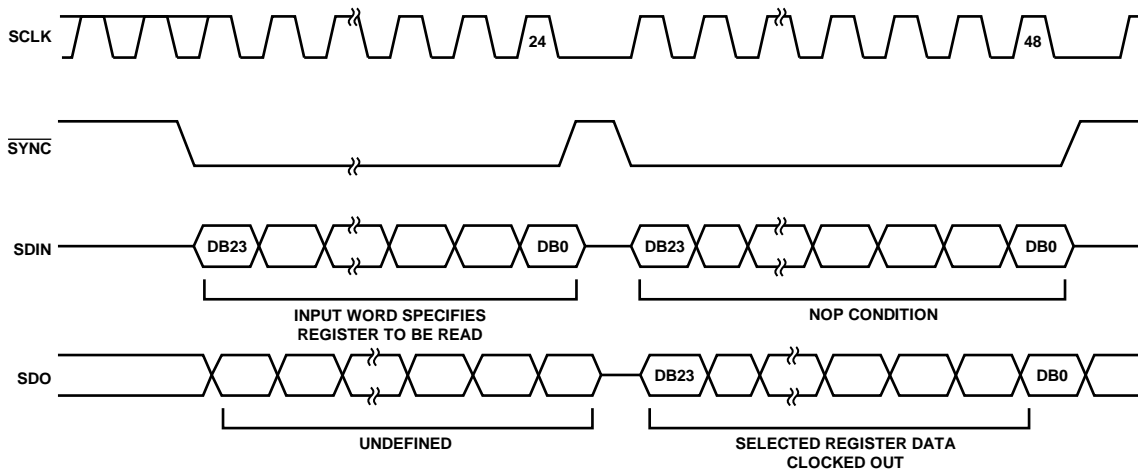 SCLK
24
48
SYNC
SDIN
DB23
DB0
DB23
DB0
INPUT WORD SPECIFIES
REGISTER TO BE READ
NOP CONDITION
SDO
DB23
DB0
UNDEFINED
SELECTED REGISTER DATA
CLOCKED OUT